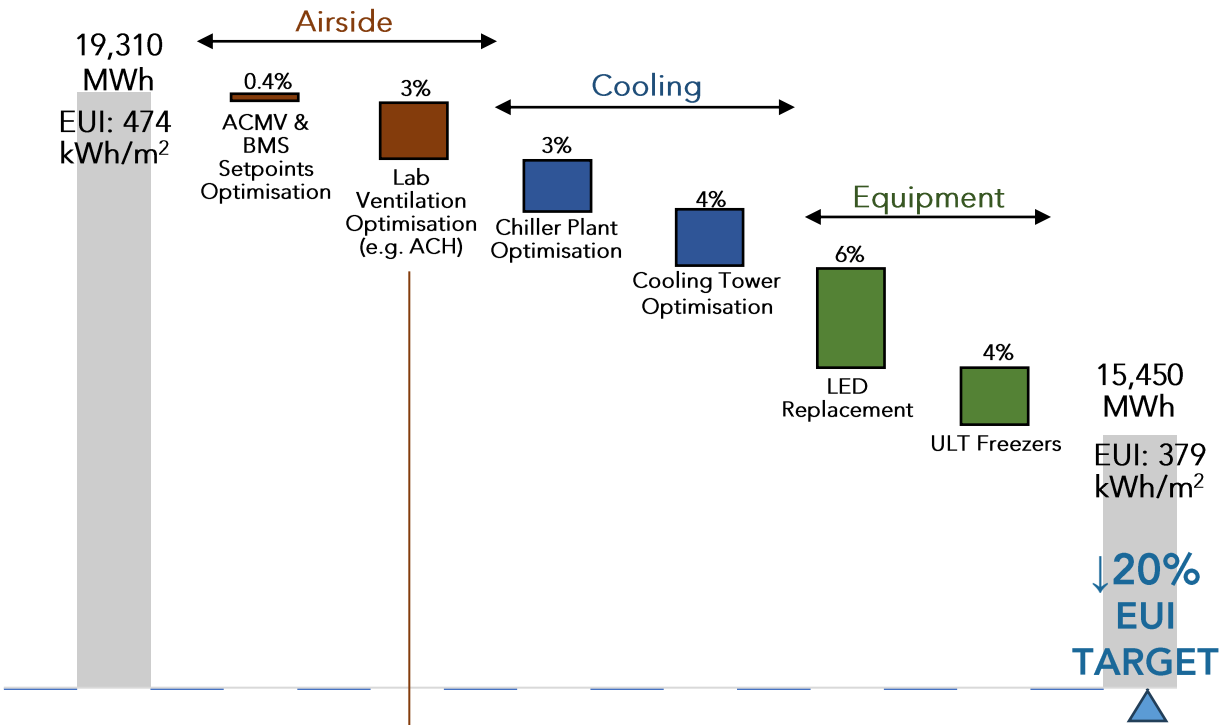 Airside
19,310
MWh
EUI: 474
kWh/m²
0.4%
ACMV &
BMS
Setpoints
Optimisation
3%
Lab
Ventilation
Optimisation
(e.g. ACH)
Cooling
3%
Chiller Plant
Optimisation
4%
Cooling Tower
Optimisation
Equipment
6%
LED
Replacement
4%
ULT Freezers
15,450
MWh
EUI: 379
kWh/m²
↓20%
EUI
TARGET